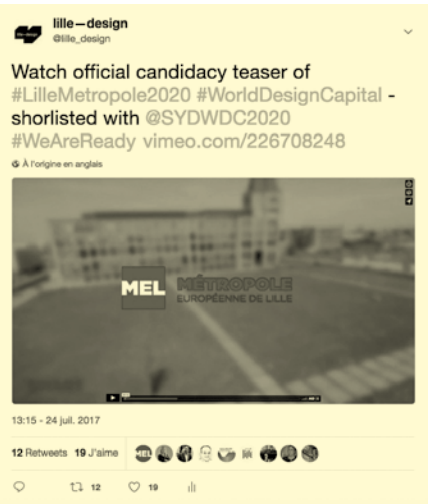 lille—design
@lille_design
Watch official candidacy teaser of
#LilleMetropole2020 #WorldDesignCapital -
shorlisted with @SYDWDC2020
#WeAreReady vimeo.com/226708248
À l'origine en anglais
MEL MÉTROPOLE
EUROPÉENNE DE LILLE
13:15 - 24 juil. 2017
12 Retweets 19 J'aime MEL
12 19